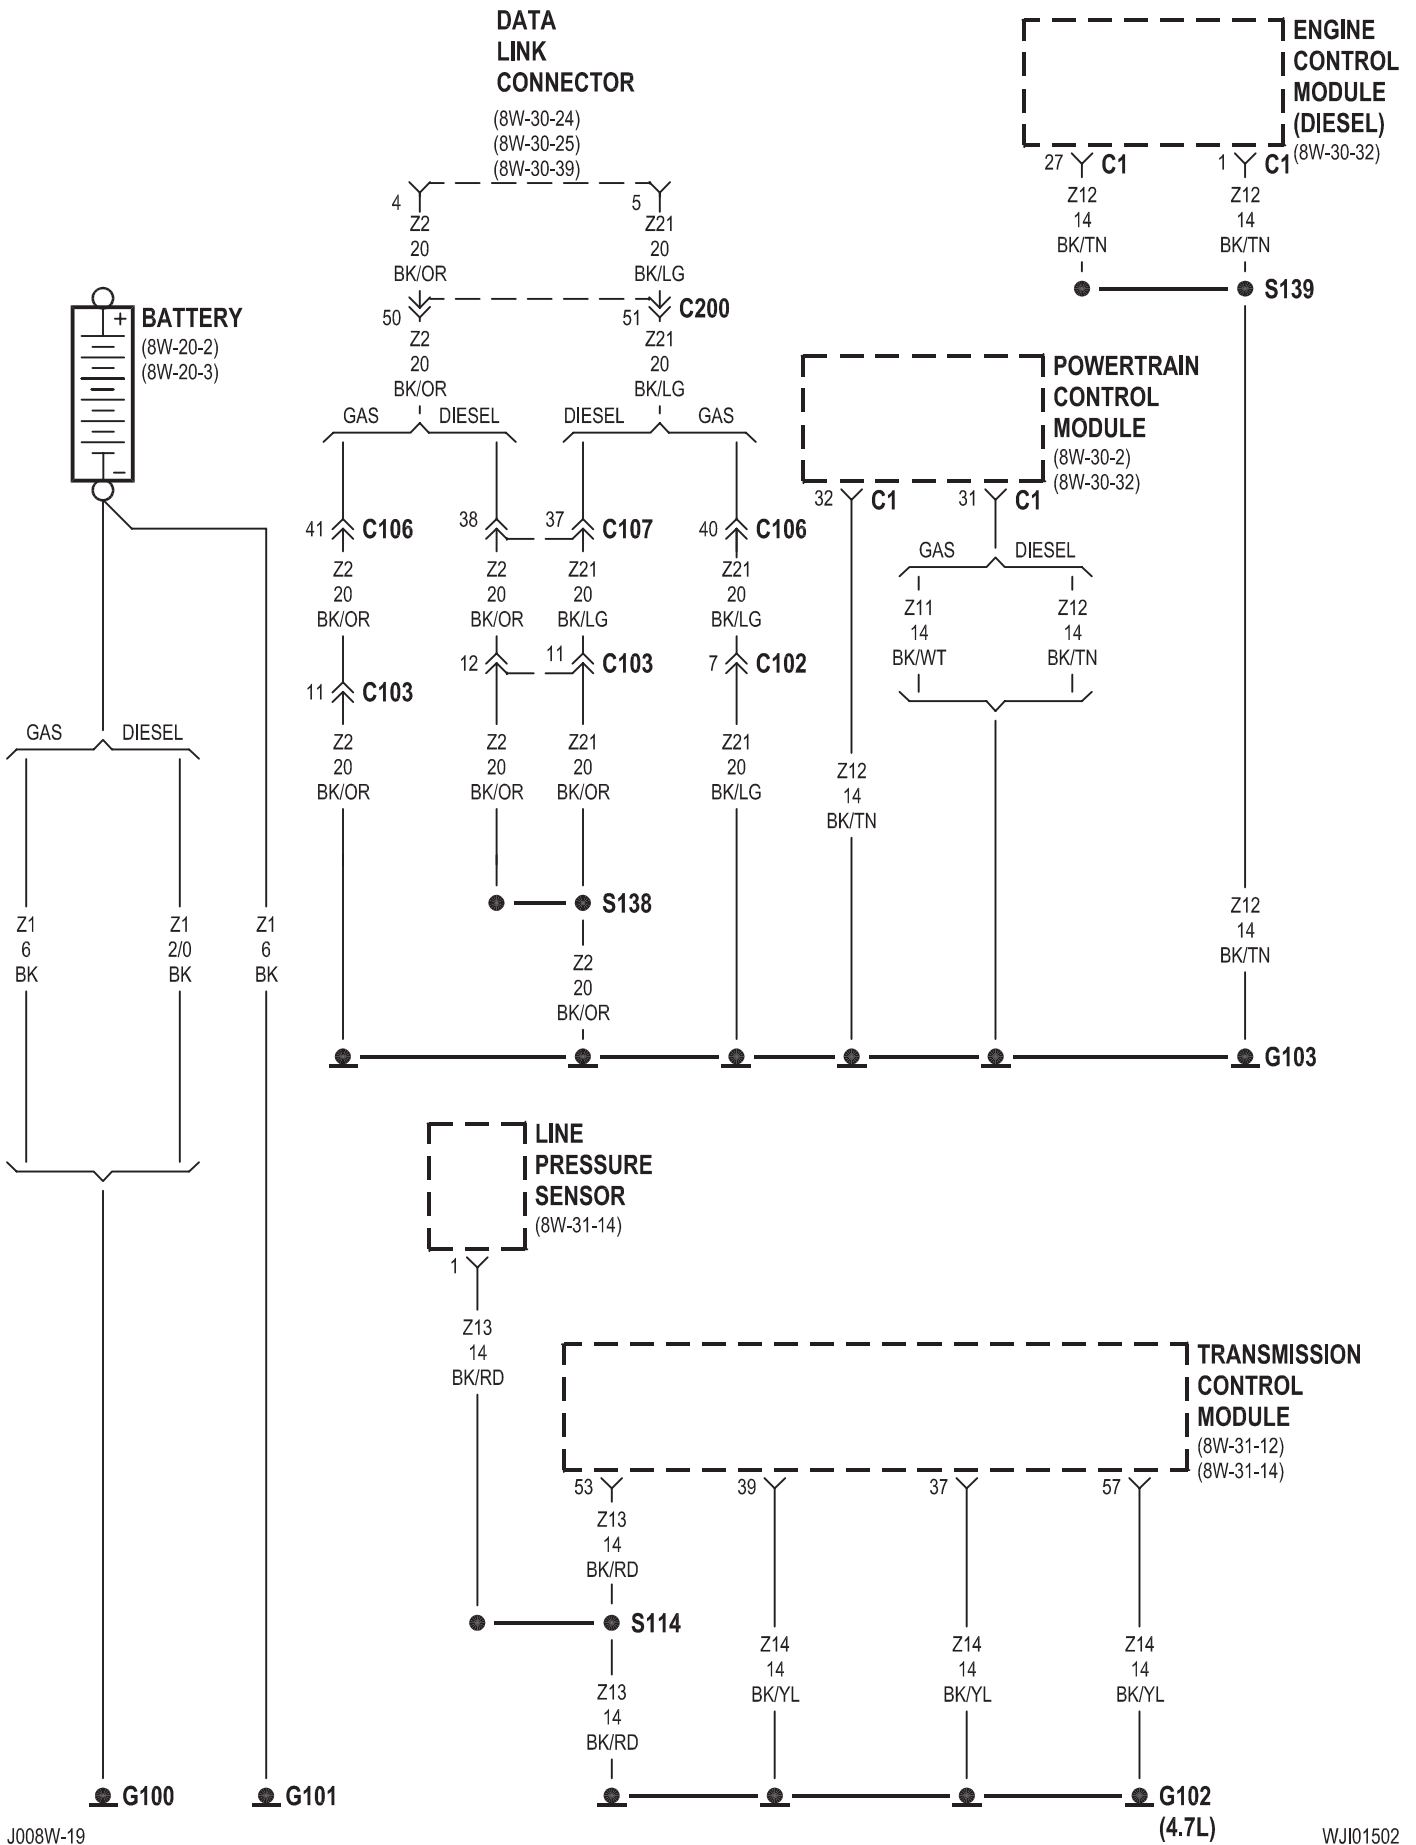 DATA
LINK
CONNECTOR
(8W-30-24)
(8W-30-25)
(8W-30-39)
4
Z2
20
BK/OR
5
Z21
20
BK/LG
50
51
C200
Z2
20
BK/OR
Z21
20
BK/LG
GAS
DIESEL
DIESEL
GAS
41
C106
38
37
C107
40
C106
Z2
20
BK/OR
Z2
20
BK/OR
Z21
20
BK/LG
Z21
20
BK/LG
11
C103
12
11
C103
7
C102
Z2
20
BK/OR
Z2
20
BK/OR
Z21
20
BK/OR
Z21
20
BK/LG
S138
Z2
20
BK/OR
ENGINE
CONTROL
MODULE
(DIESEL)
(8W-30-32)
27
C1
1
C1
Z12
14
BK/TN
Z12
14
BK/TN
S139
Z12
14
BK/TN
POWERTRAIN
CONTROL
MODULE
(8W-30-2)
(8W-30-32)
32
C1
31
C1
GAS
DIESEL
Z11
14
BK/WT
Z12
14
BK/TN
Z12
14
BK/TN
G103
BATTERY
(8W-20-2)
(8W-20-3)
+
–
GAS
DIESEL
Z1
6
BK
Z1
2/0
BK
Z1
6
BK
G100
G101
LINE
PRESSURE
SENSOR
(8W-31-14)
1
Z13
14
BK/RD
TRANSMISSION
CONTROL
MODULE
(8W-31-12)
(8W-31-14)
53
39
37
57
Z13
14
BK/RD
S114
Z13
14
BK/RD
Z14
14
BK/YL
Z14
14
BK/YL
Z14
14
BK/YL
G102
(4.7L)
J008W-19
WJI01502